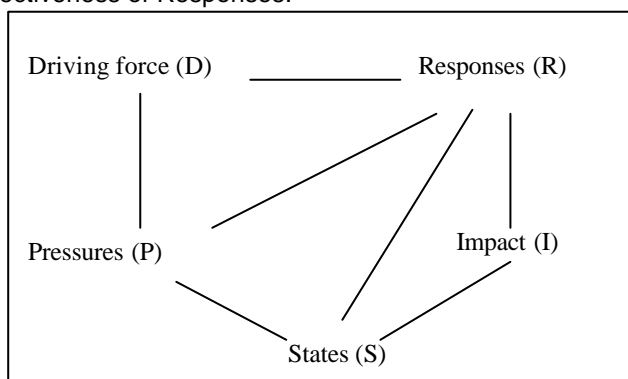 ectiveness of Responses.
Driving force (D) Responses (R)
Pressures (P) Impact (I)
States (S)